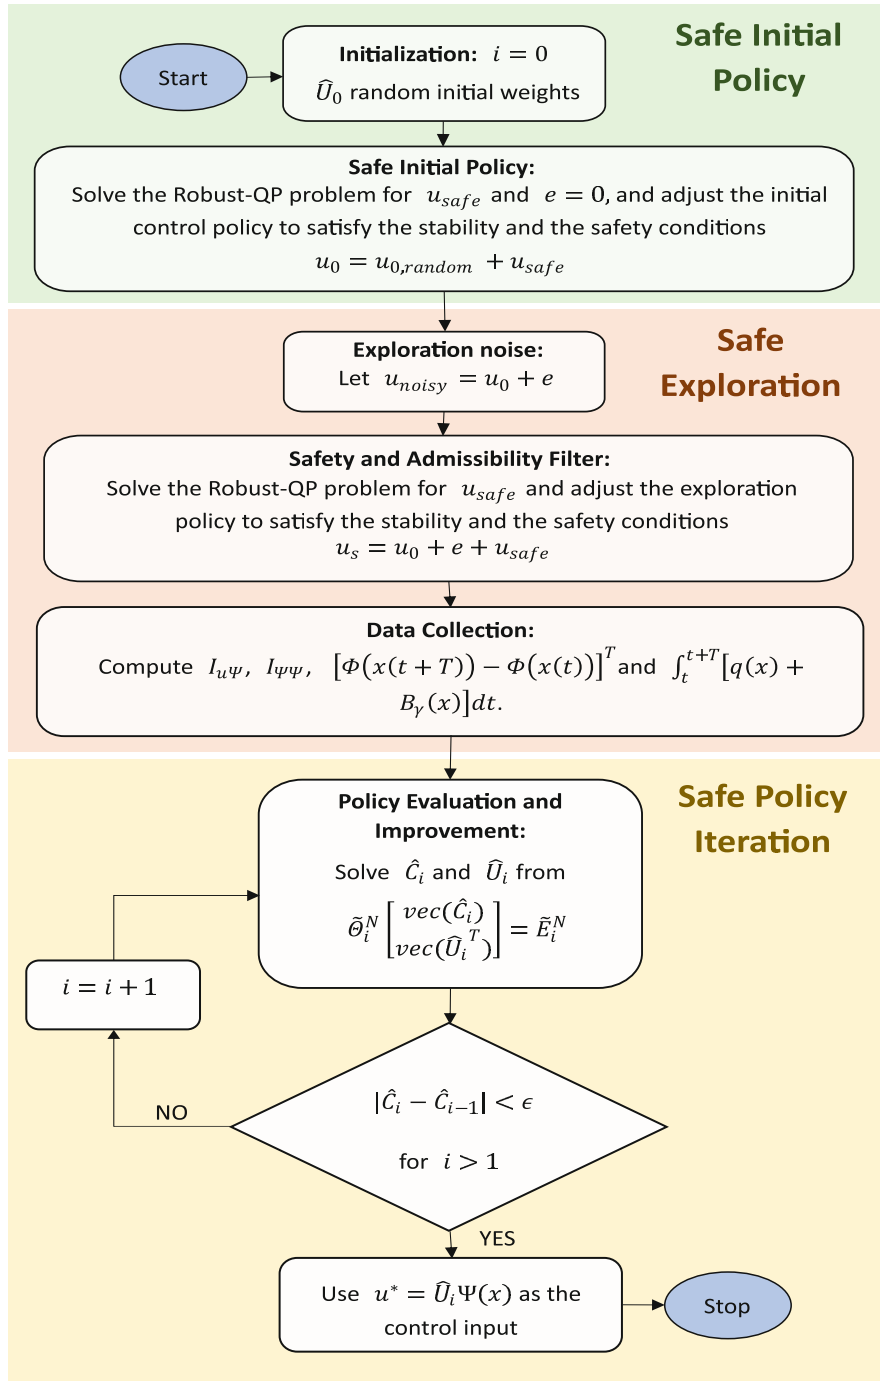 Safe Initial
Policy
Start
Initialization: i = 0
Û₀ random initial weights
Safe Initial Policy:
Solve the Robust-QP problem for u_safe and e = 0, and adjust the initial
control policy to satisfy the stability and the safety conditions
u₀ = u_{0,random} + u_safe
Safe
Exploration
Exploration noise:
Let u_noisy = u₀ + e
Safety and Admissibility Filter:
Solve the Robust-QP problem for u_safe and adjust the exploration
policy to satisfy the stability and the safety conditions
u_s = u₀ + e + u_safe
Data Collection:
Compute I_{uΨ}, I_{ΨΨ}, [Φ(x(t + T)) − Φ(x(t))]^T and ∫_t^{t+T}[q(x) +
B_γ(x)]dt.
Safe Policy
Iteration
Policy Evaluation and
Improvement:
Solve Ĉ_i and Û_i from
Θ̃_i^N [vec(Ĉ_i)
vec(Û_i^T)] = Ẽ_i^N
i = i + 1
|Ĉ_i − Ĉ_{i−1}| < ϵ
for i > 1
NO
YES
Use u* = Û_iΨ(x) as the
control input
Stop